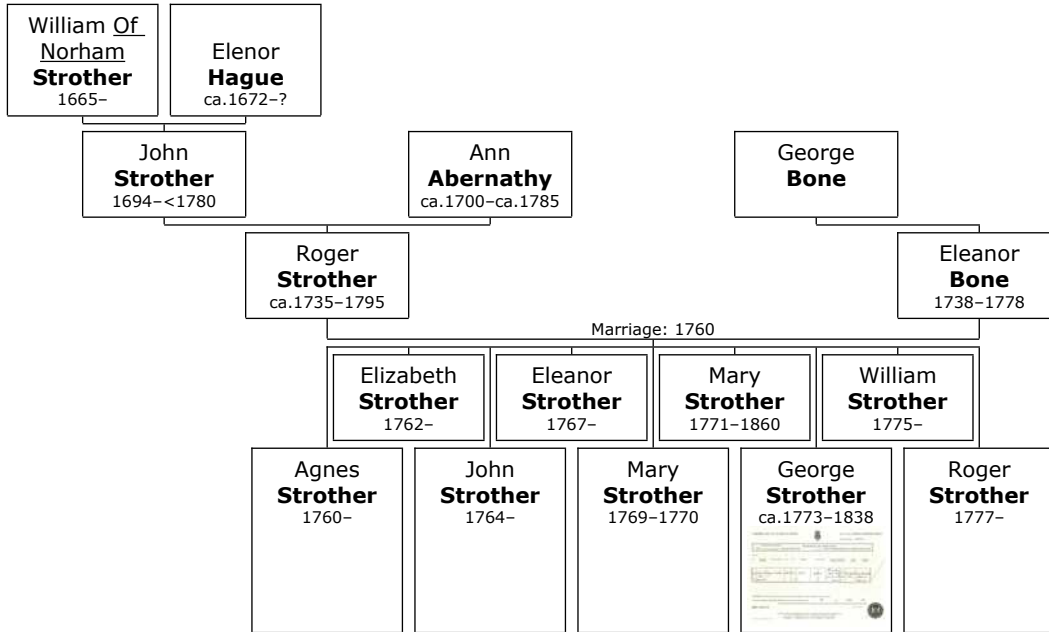 William Of
Norham
Strother
1665–
Elenor
Hague
ca.1672–?
John
Strother
1694–<1780
Ann
Abernathy
ca.1700–ca.1785
George
Bone
Roger
Strother
ca.1735–1795
Eleanor
Bone
1738–1778
Marriage: 1760
Elizabeth
Strother
1762–
Eleanor
Strother
1767–
Mary
Strother
1771–1860
William
Strother
1775–
Agnes
Strother
1760–
John
Strother
1764–
Mary
Strother
1769–1770
George
Strother
ca.1773–1838
Roger
Strother
1777–